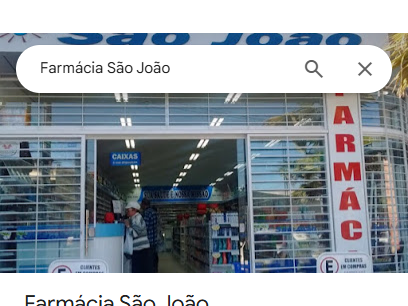 São João
Farmácia São João
CAIXAS
FARMÁC
E CLIENTES
EM COMPRAS
E CLIENTES
EM COMPRAS
Farmácia São João